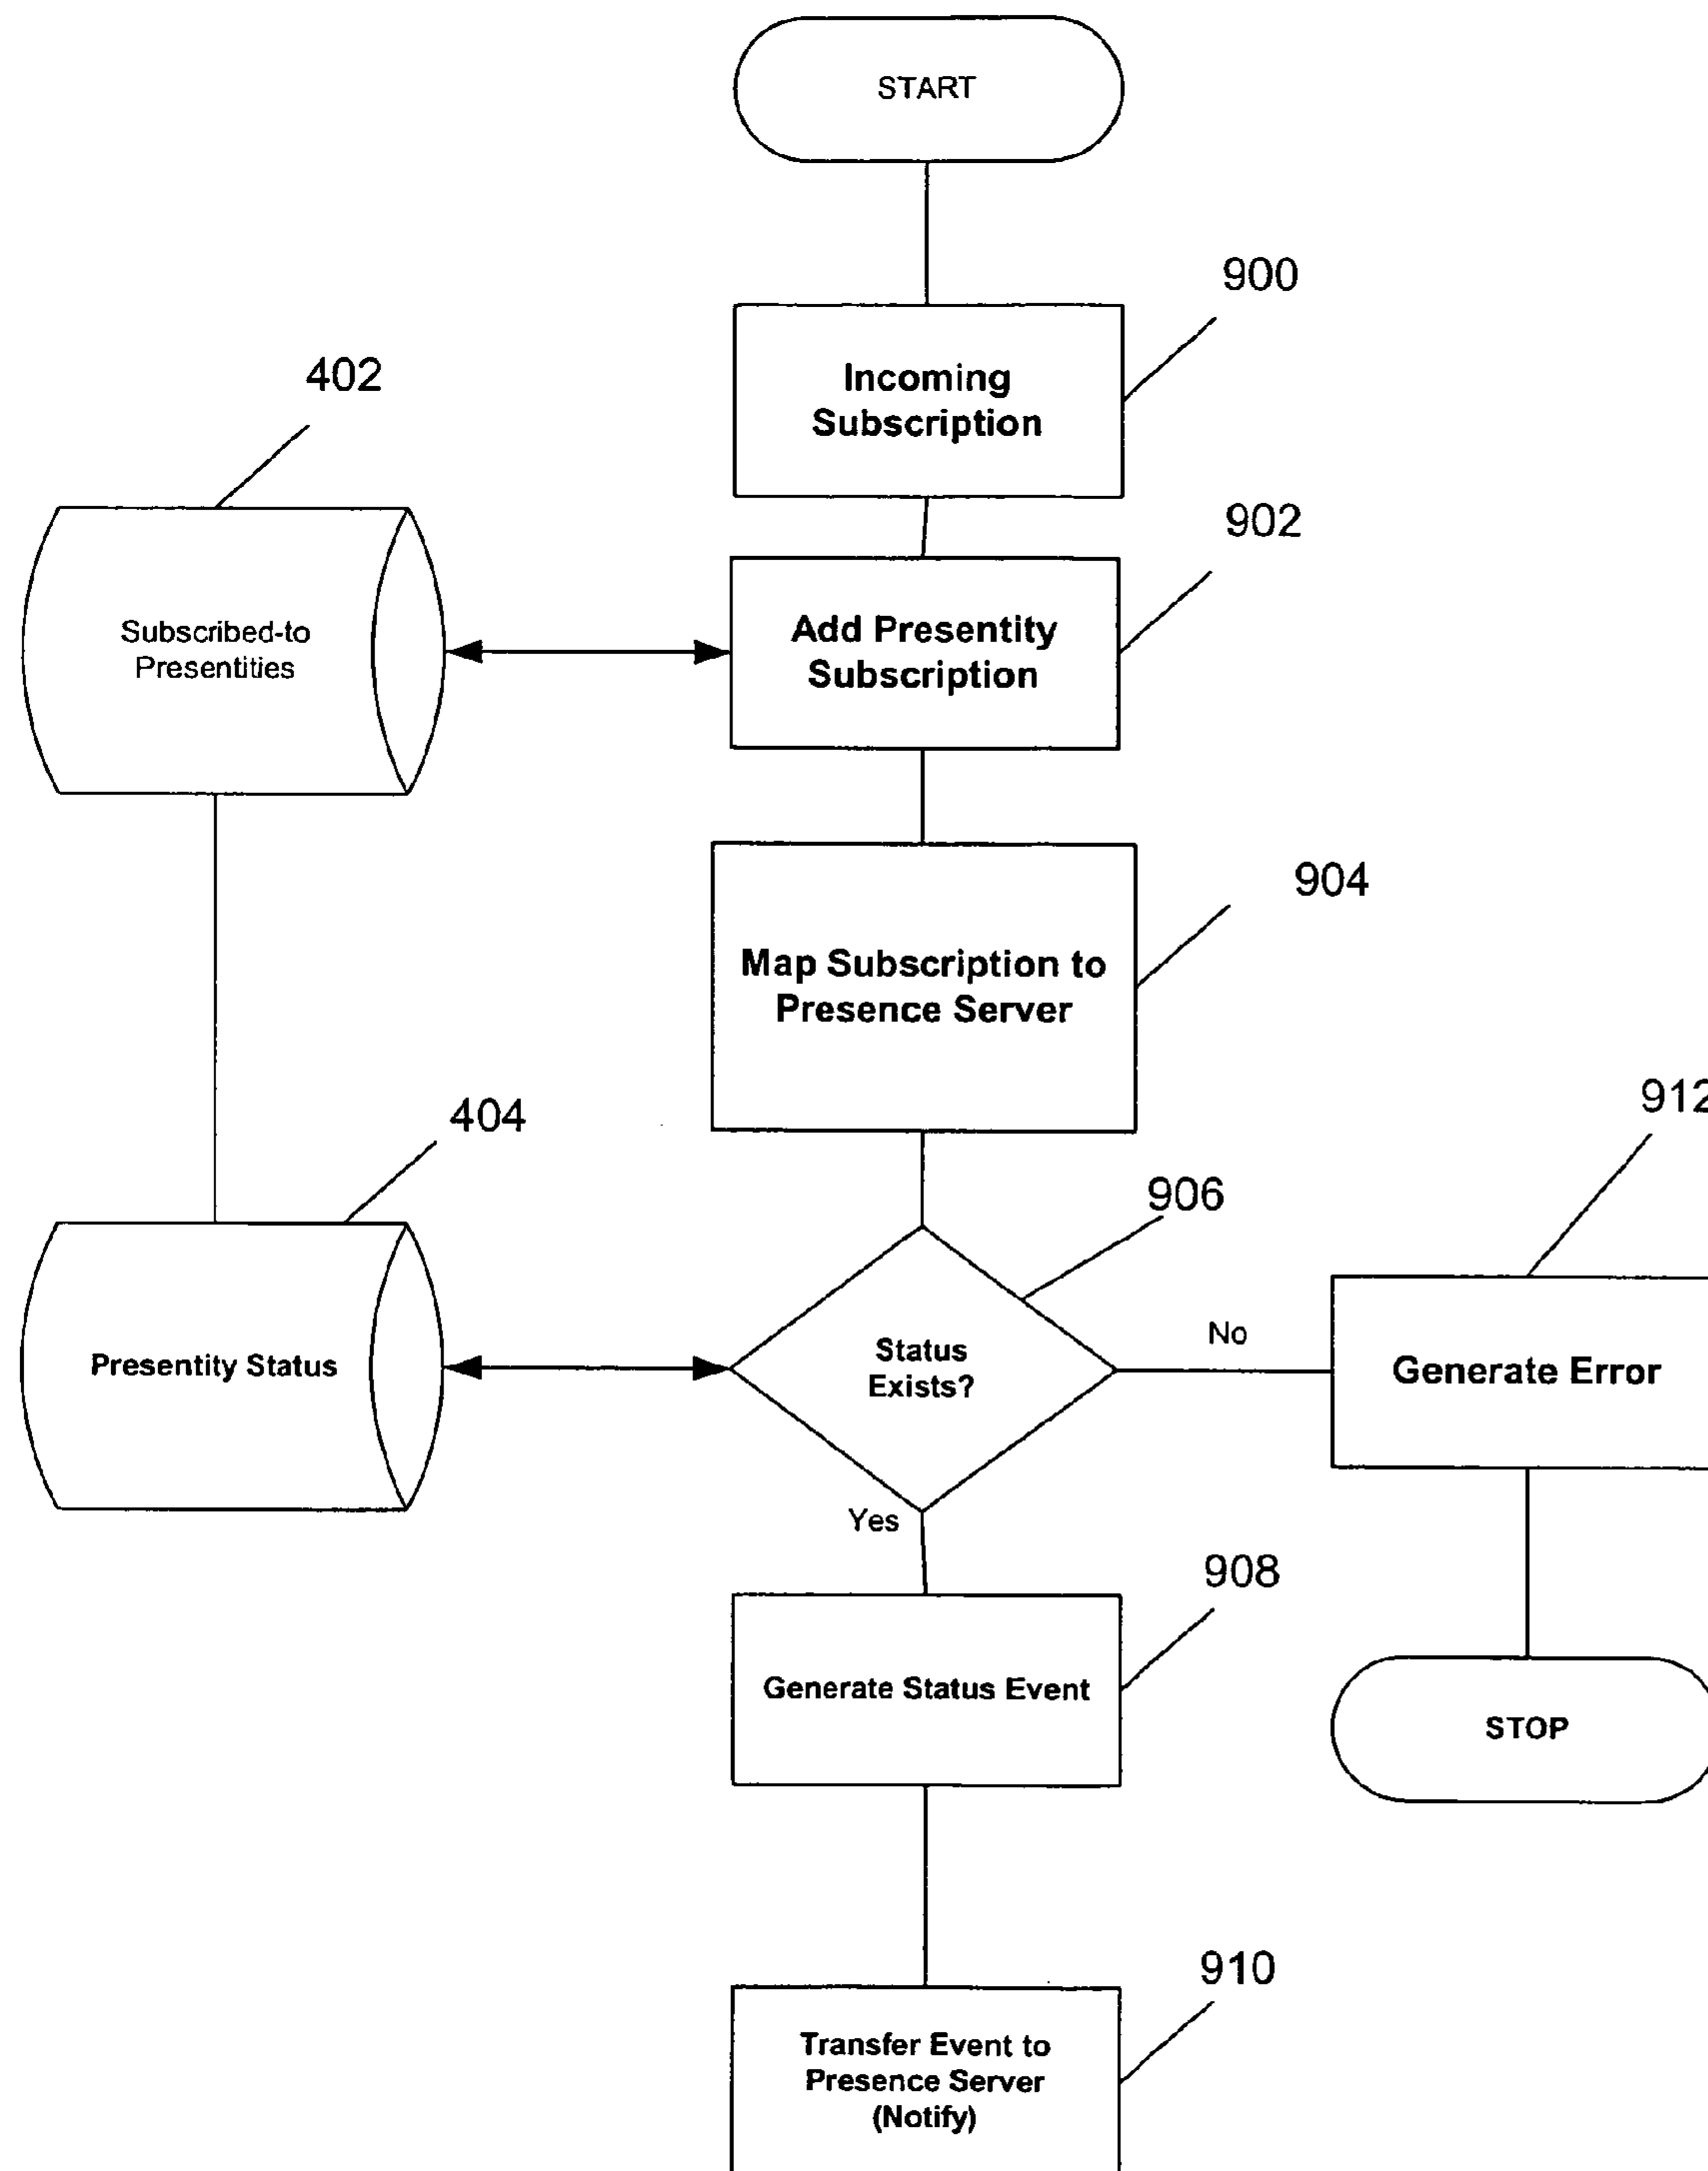 START
900
Incoming
Subscription
402
902
Subscribed-to
Presentities
Add Presentity
Subscription
904
Map Subscription to
Presence Server
912
404
906
Presentity Status
Status
Exists?
No
Generate Error
Yes
908
Generate Status Event
STOP
910
Transfer Event to
Presence Server
(Notify)